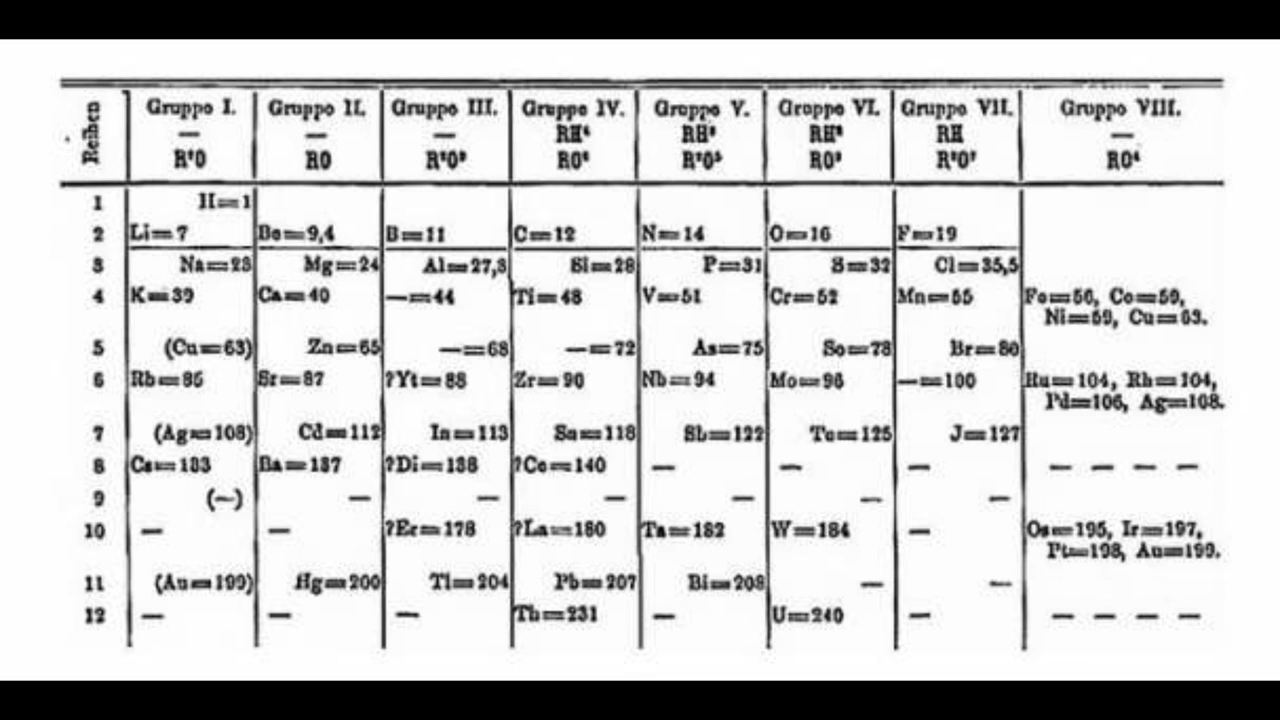 Reihen Gruppe I. Gruppe II. Gruppe III. Gruppe IV. Gruppe V. Gruppe VI. Gruppe VII. Gruppe VIII.
— — — RH⁴ RH³ RH² RH —
R²O RO R²O³ RO² R²O⁵ RO³ R²O⁷ RO⁴
1 H=1
2 Li=7 Be=9,4 B=11 C=12 N=14 O=16 F=19
3 Na=23 Mg=24 Al=27,3 Si=28 P=31 S=32 Cl=35,5
4 K=39 Ca=40 —=44 Ti=48 V=51 Cr=52 Mn=55 Fe=56, Co=59,
Ni=59, Cu=63.
5 (Cu=63) Zn=65 —=68 —=72 As=75 Se=78 Br=80
6 Rb=85 Sr=87 ?Yt=88 Zr=90 Nb=94 Mo=96 —=100 Ru=104, Rh=104,
Pd=106, Ag=108.
7 (Ag=108) Cd=112 In=113 Sn=118 Sb=122 Te=125 J=127
8 Cs=133 Ba=137 ?Di=138 ?Ce=140 — — — — — — —
9 (—) — — — — — —
10 — — ?Er=178 ?La=180 Ta=182 W=184 — Os=195, Ir=197,
Pt=198, Au=199.
11 (Au=199) Hg=200 Tl=204 Pb=207 Bi=208 — —
12 — — — Th=231 — U=240 — — — — —